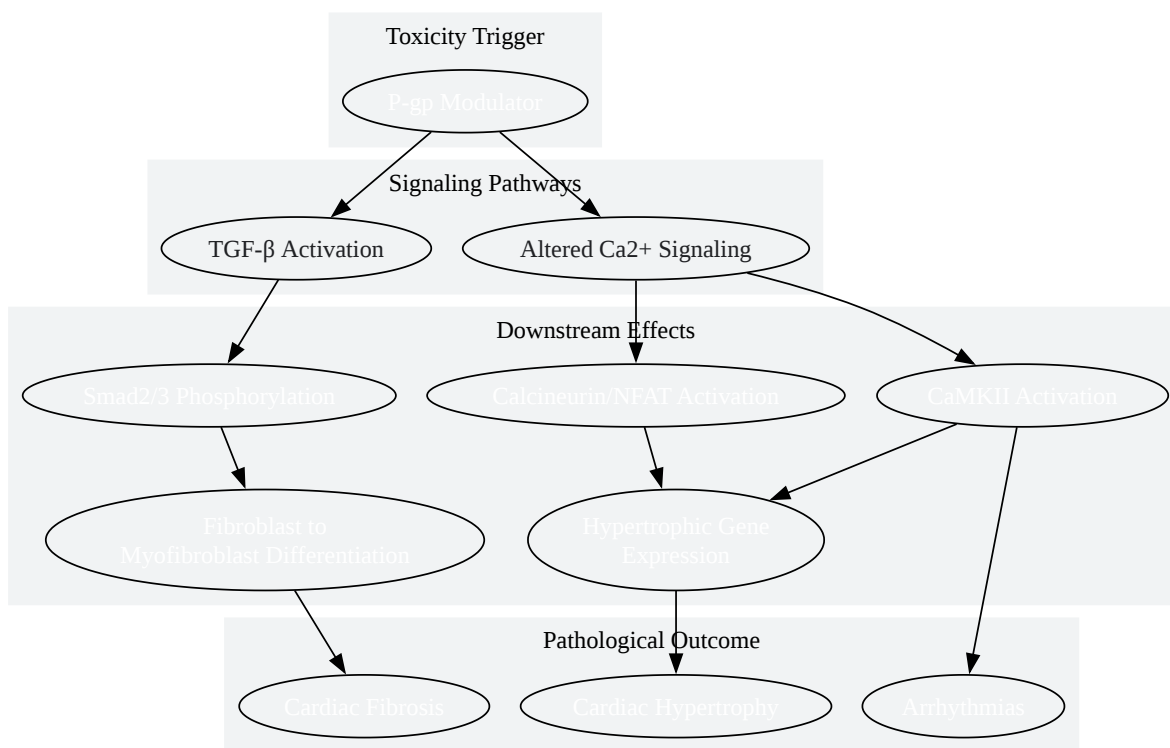 Toxicity Trigger
P-gp Modulator
Signaling Pathways
TGF-β Activation
Altered Ca2+ Signaling
Downstream Effects
Smad2/3 Phosphorylation
Calcineurin/NFAT Activation
CaMKII Activation
Fibroblast to
Myofibroblast Differentiation
Hypertrophic Gene
Expression
Pathological Outcome
Cardiac Fibrosis
Cardiac Hypertrophy
Arrhythmias